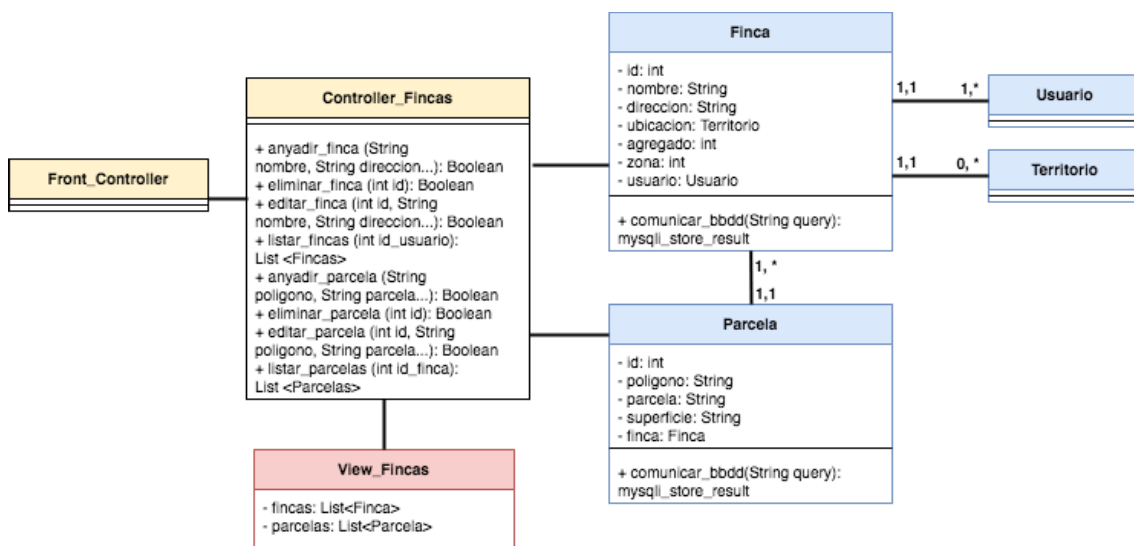 Front_Controller
Controller_Fincas
+ anyadir_finca (String
nombre, String direccion...): Boolean
+ eliminar_finca (int id): Boolean
+ editar_finca (int id, String
nombre, String direccion...): Boolean
+ listar_fincas (int id_usuario):
List <Fincas>
+ anyadir_parcela (String
poligono, String parcela...): Boolean
+ eliminar_parcela (int id): Boolean
+ editar_parcela (int id, String
poligono, String parcela...): Boolean
+ listar_parcelas (int id_finca):
List <Parcelas>
View_Fincas
- fincas: List<Finca>
- parcelas: List<Parcela>
Finca
- id: int
- nombre: String
- direccion: String
- ubicacion: Territorio
- agregado: int
- zona: int
- usuario: Usuario
+ comunicar_bbdd(String query):
mysqli_store_result
1,1
1,*
Usuario
1,1
0, *
Territorio
1, *
1,1
Parcela
- id: int
- poligono: String
- parcela: String
- superficie: String
- finca: Finca
+ comunicar_bbdd(String query):
mysqli_store_result